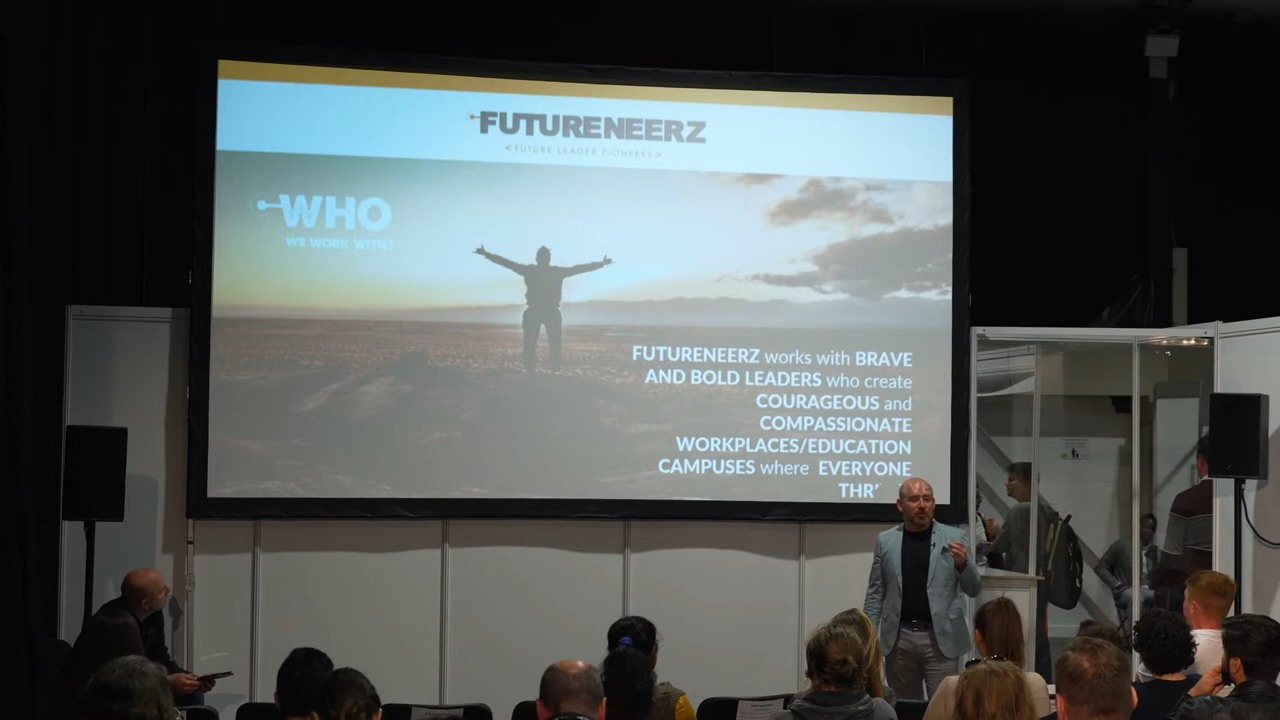 FUTURENEERZ
<FUTURE LEADER PIONEERS>
WHO
WE WORK WITH?
FUTURENEERZ works with BRAVE
AND BOLD LEADERS who create
COURAGEOUS and
COMPASSIONATE
WORKPLACES/EDUCATION
CAMPUSES where EVERYONE